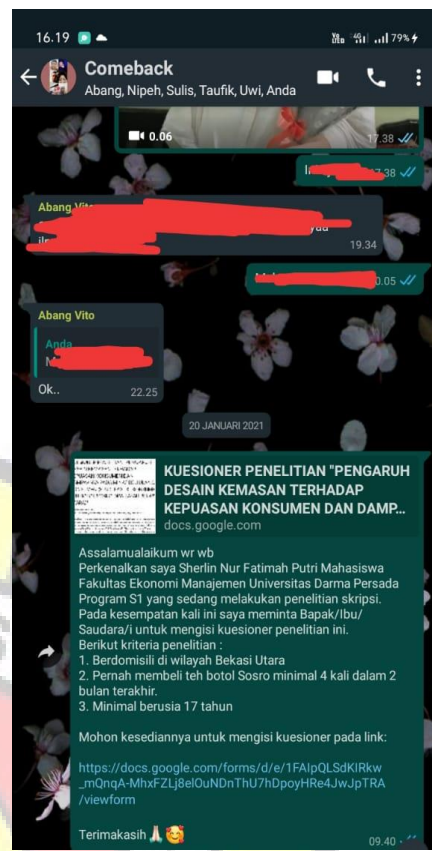 16.19
79%
Comeback
Abang, Nipeh, Sulis, Taufik, Uwi, Anda
0.06
17.38
17.38
Abang Vito
19.34
0.05
Abang Vito
Anda
Ok.. 22.25
20 JANUARI 2021
KUESIONER PENELITIAN "PENGARUH
DESAIN KEMASAN TERHADAP
KEPUASAN KONSUMEN DAN DAMP...
docs.google.com
Assalamualaikum wr wb
Perkenalkan saya Sherlin Nur Fatimah Putri Mahasiswa
Fakultas Ekonomi Manajemen Universitas Darma Persada
Program S1 yang sedang melakukan penelitian skripsi.
Pada kesempatan kali ini saya meminta Bapak/Ibu/
Saudara/i untuk mengisi kuesioner penelitian ini.
Berikut kriteria penelitian :
1. Berdomisili di wilayah Bekasi Utara
2. Pernah membeli teh botol Sosro minimal 4 kali dalam 2
bulan terakhir.
3. Minimal berusia 17 tahun
Mohon kesediannya untuk mengisi kuesioner pada link:
https://docs.google.com/forms/d/e/1FAIpQLSdKIRkw
_mQnqA-MhxFZLj8elOuNDnThU7hDpoyHRe4JwJpTRA
/viewform
Terimakasih 🙏🥰
09.40